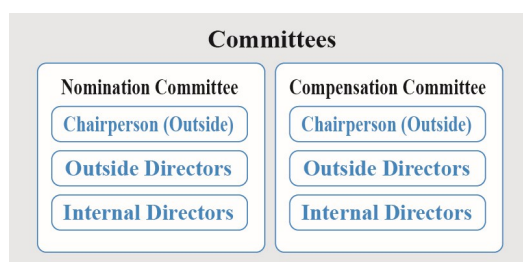 Committees
Nomination Committee
Chairperson (Outside)
Outside Directors
Internal Directors
Compensation Committee
Chairperson (Outside)
Outside Directors
Internal Directors